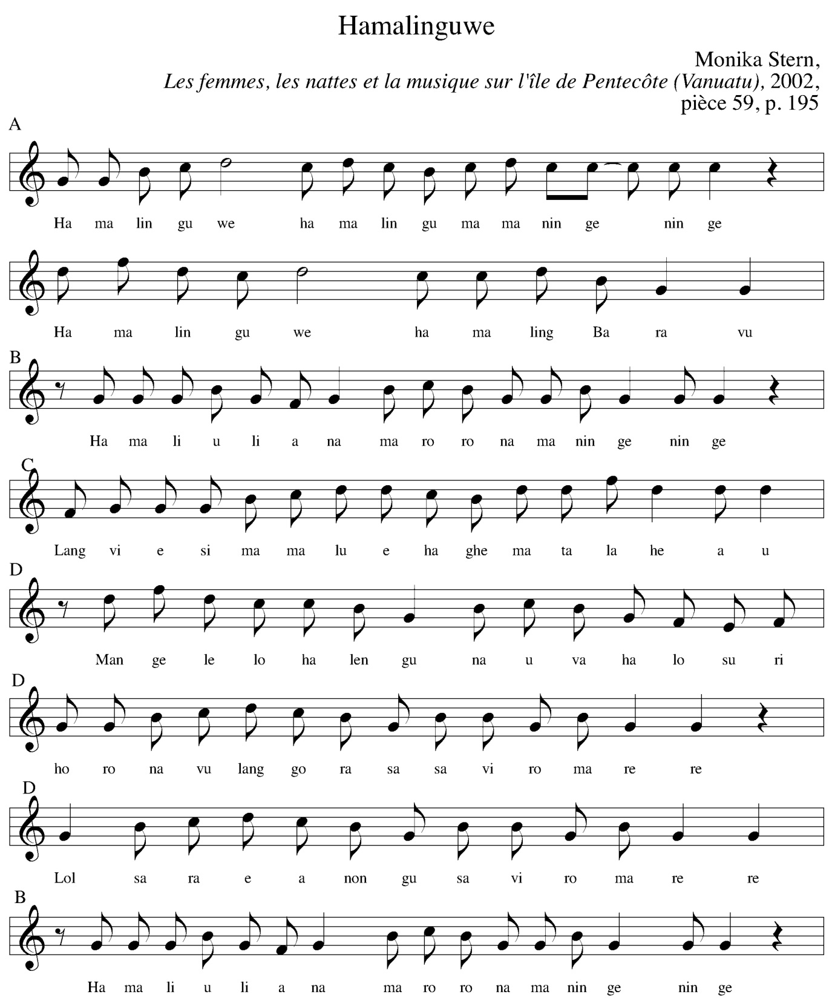 Hamalinguwe
Monika Stern,
Les femmes, les nattes et la musique sur l'île de Pentecôte (Vanuatu), 2002,
pièce 59, p. 195
A
Ha ma lin gu we ha ma lin gu ma ma nin ge nin ge
Ha ma lin gu we ha ma ling Ba ra vu
B
Ha ma li u li a na ma ro ro na ma nin ge nin ge
C
Lang vi e si ma ma lu e ha ghe ma ta la he a u
D
Man ge le lo ha len gu na u va ha lo su ri
D
ho ro na vu lang go ra sa sa vi ro ma re re
D
Lol sa ra e a non gu sa vi ro ma re re
B
Ha ma li u li a na ma ro ro na ma nin ge nin ge